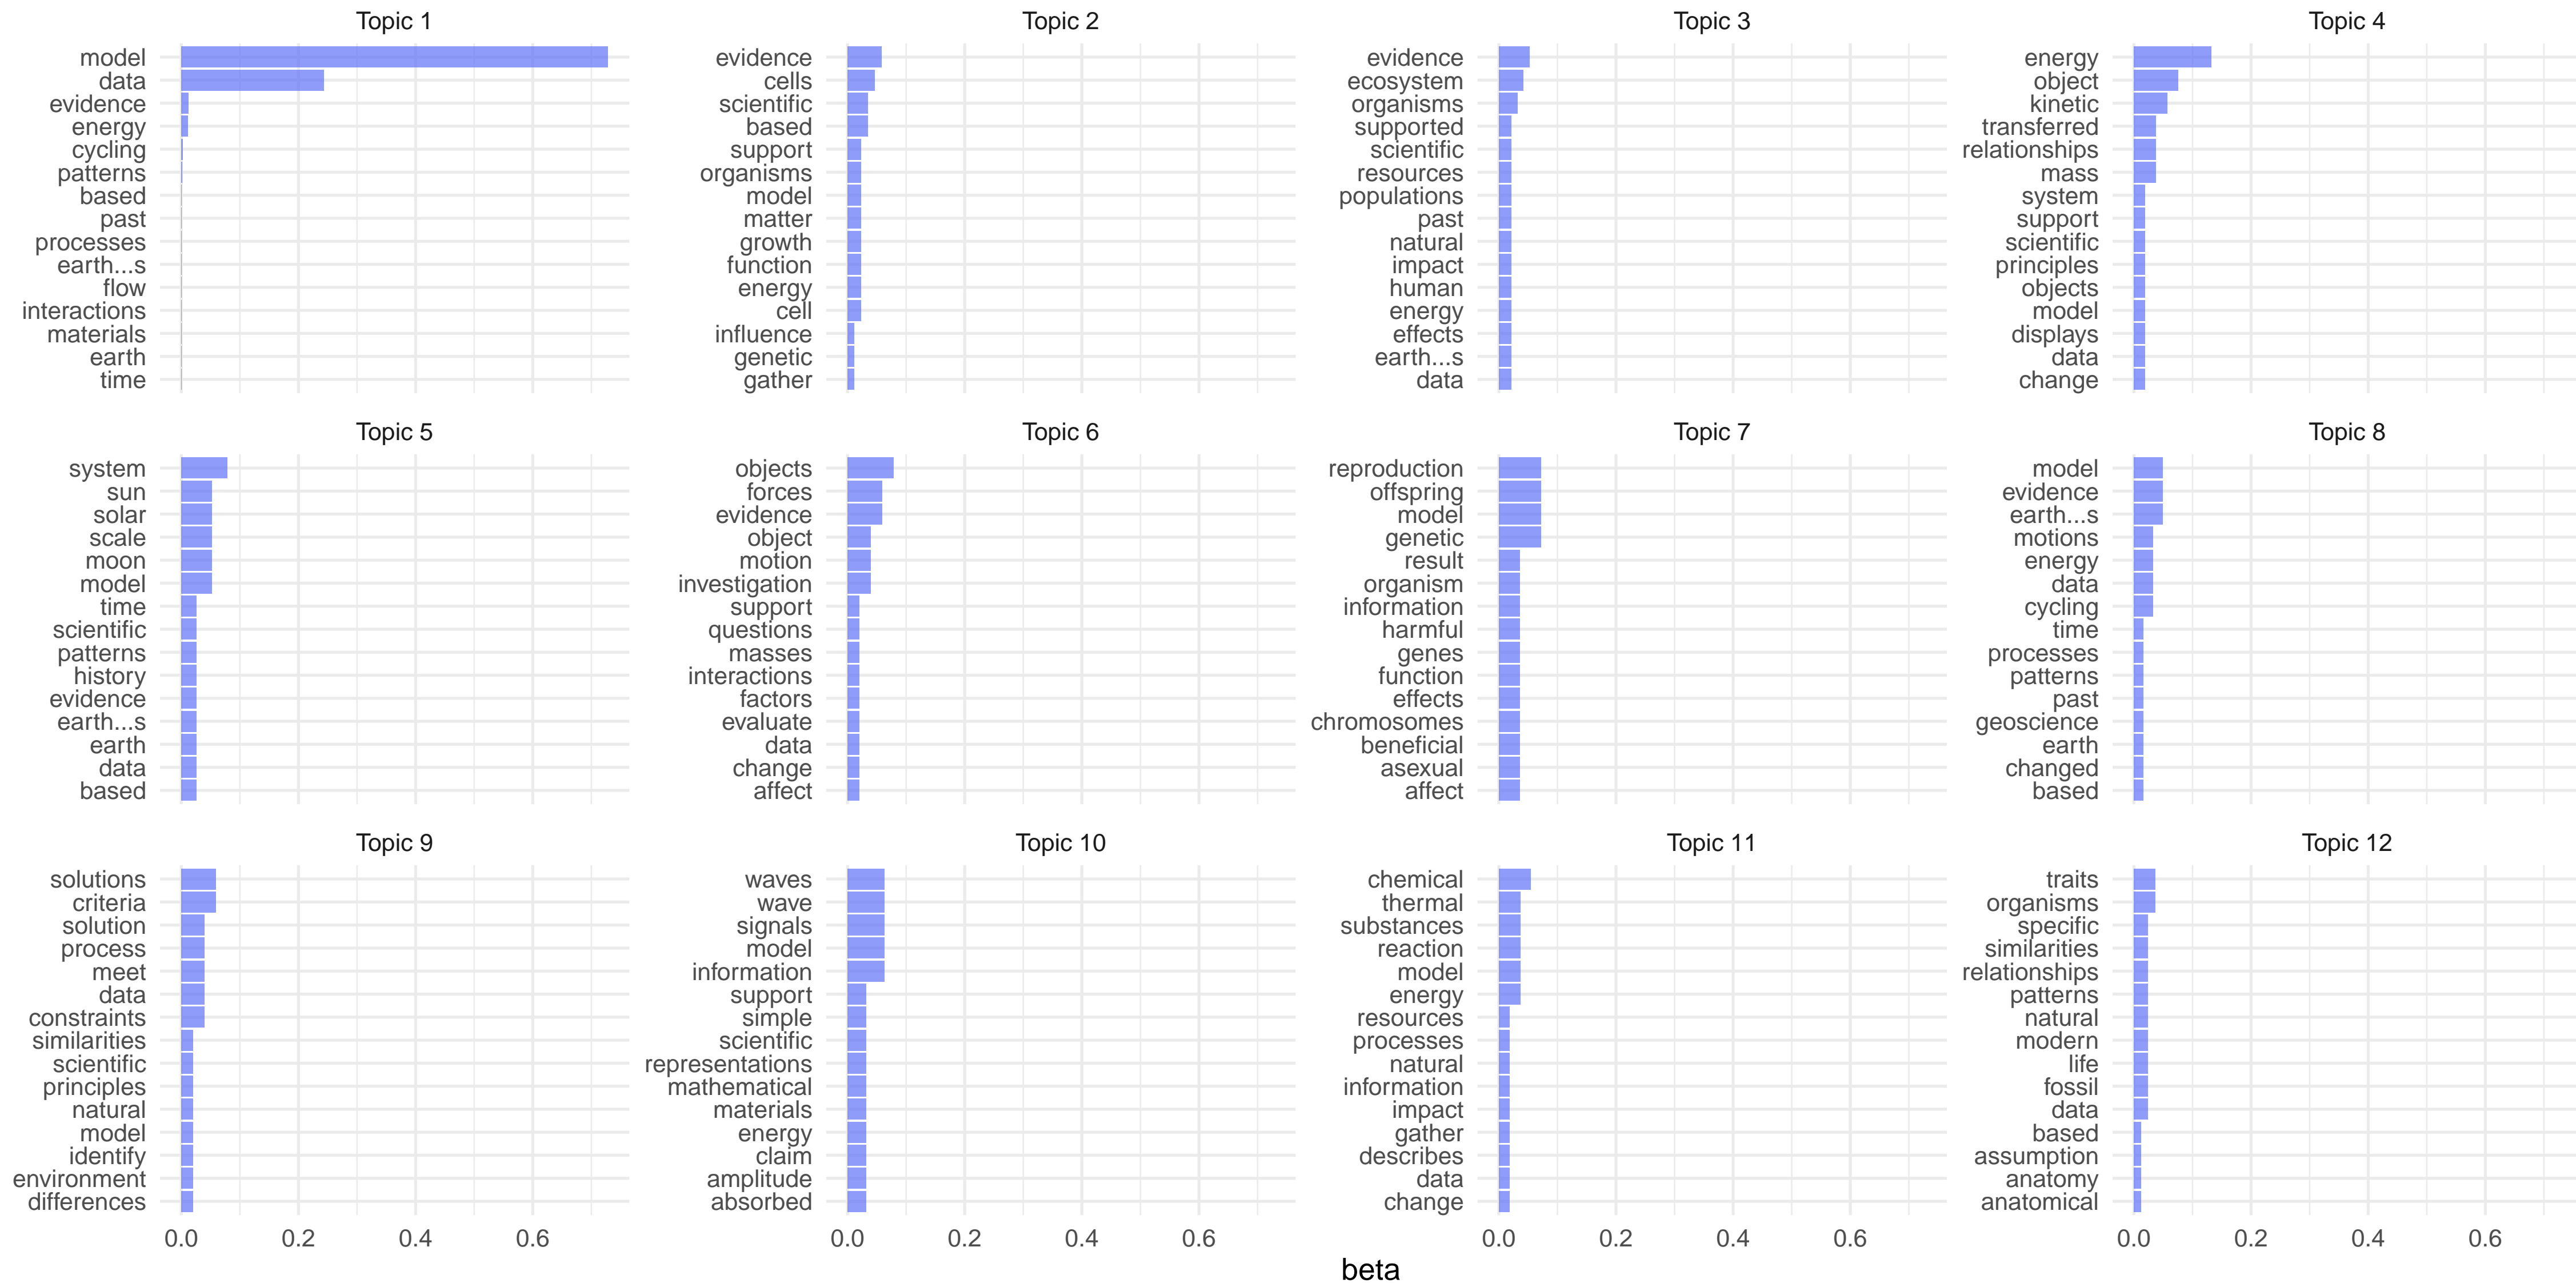 Topic 1
model
data
evidence
energy
cycling
patterns
based
past
processes
earth...s
flow
interactions
materials
earth
time
Topic 2
evidence
cells
scientific
based
support
organisms
model
matter
growth
function
energy
cell
influence
genetic
gather
Topic 3
evidence
ecosystem
organisms
supported
scientific
resources
populations
past
natural
impact
human
energy
effects
earth...s
data
Topic 4
energy
object
kinetic
transferred
relationships
mass
system
support
scientific
principles
objects
model
displays
data
change
Topic 5
system
sun
solar
scale
moon
model
time
scientific
patterns
history
evidence
earth...s
earth
data
based
Topic 6
objects
forces
evidence
object
motion
investigation
support
questions
masses
interactions
factors
evaluate
data
change
affect
Topic 7
reproduction
offspring
model
genetic
result
organism
information
harmful
genes
function
effects
chromosomes
beneficial
asexual
affect
Topic 8
model
evidence
earth...s
motions
energy
data
cycling
time
processes
patterns
past
geoscience
earth
changed
based
Topic 9
solutions
criteria
solution
process
meet
data
constraints
similarities
scientific
principles
natural
model
identify
environment
differences
0.0 0.2 0.4 0.6
Topic 10
waves
wave
signals
model
information
support
simple
scientific
representations
mathematical
materials
energy
claim
amplitude
absorbed
0.0 0.2 0.4 0.6
Topic 11
chemical
thermal
substances
reaction
model
energy
resources
processes
natural
information
impact
gather
describes
data
change
0.0 0.2 0.4 0.6
Topic 12
traits
organisms
specific
similarities
relationships
patterns
natural
modern
life
fossil
data
based
assumption
anatomy
anatomical
0.0 0.2 0.4 0.6
beta